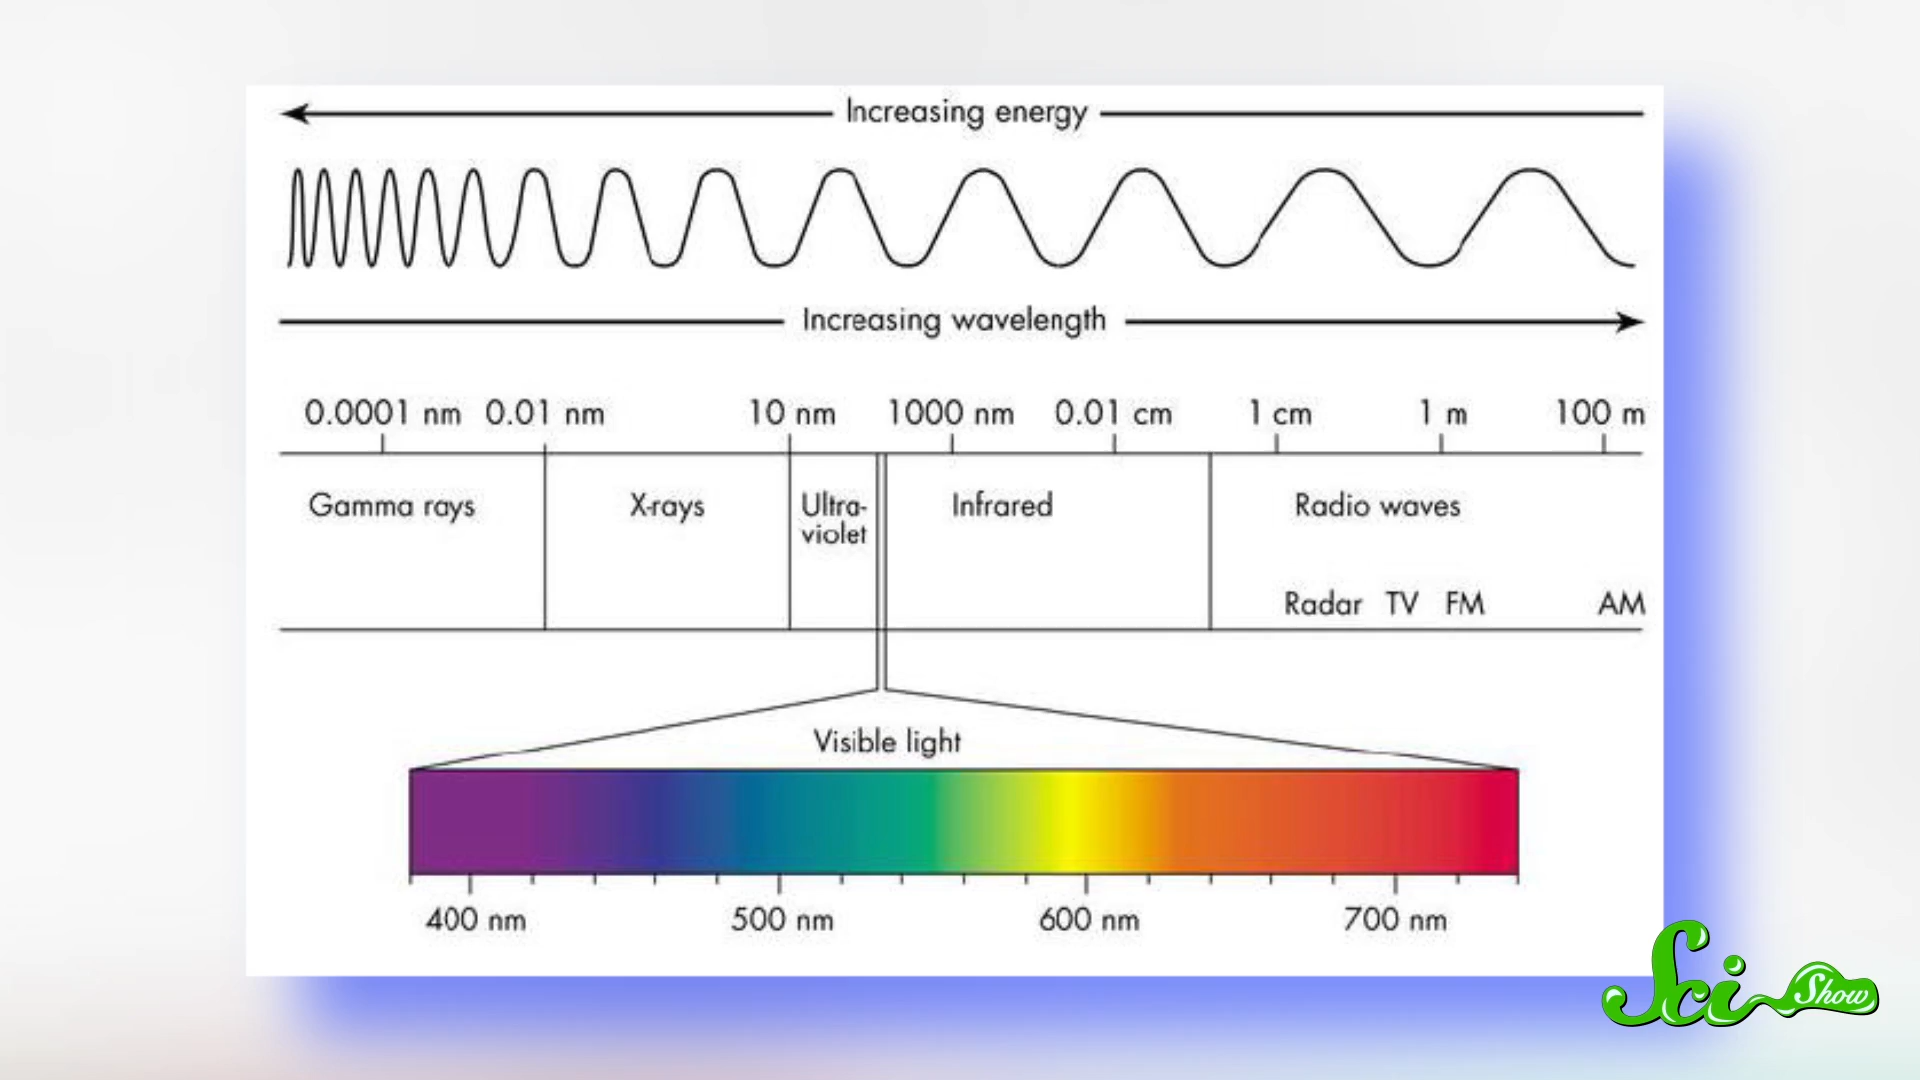 Increasing energy
Increasing wavelength
0.0001 nm 0.01 nm 10 nm 1000 nm 0.01 cm 1 cm 1 m 100 m
Gamma rays X-rays Ultra- Infrared Radio waves
violet
Radar TV FM AM
Visible light
400 nm 500 nm 600 nm 700 nm
Sci Show